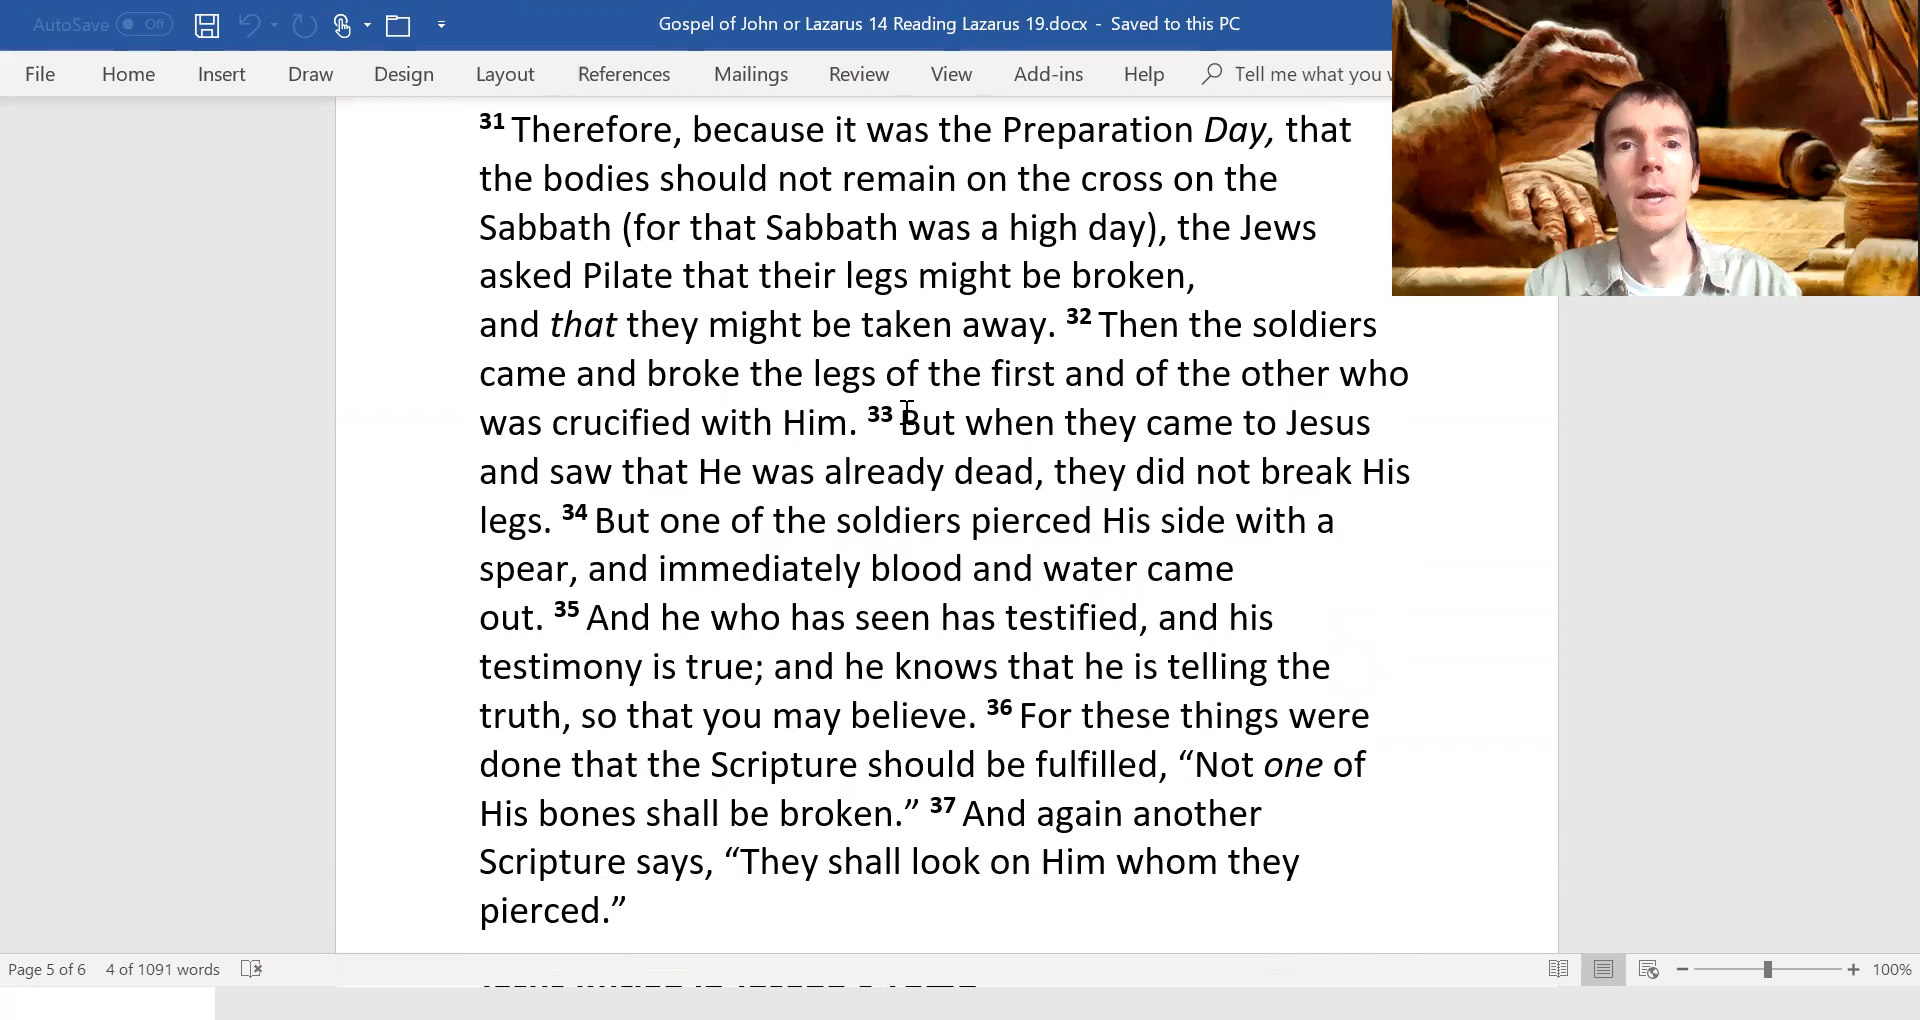 AutoSave Off
Gospel of John or Lazarus 14 Reading Lazarus 19.docx - Saved to this PC
File Home Insert Draw Design Layout References Mailings Review View Add-ins Help Tell me what you
31 Therefore, because it was the Preparation Day, that
the bodies should not remain on the cross on the
Sabbath (for that Sabbath was a high day), the Jews
asked Pilate that their legs might be broken,
and that they might be taken away. 32 Then the soldiers
came and broke the legs of the first and of the other who
was crucified with Him. 33 But when they came to Jesus
and saw that He was already dead, they did not break His
legs. 34 But one of the soldiers pierced His side with a
spear, and immediately blood and water came
out. 35 And he who has seen has testified, and his
testimony is true; and he knows that he is telling the
truth, so that you may believe. 36 For these things were
done that the Scripture should be fulfilled, “Not one of
His bones shall be broken.” 37 And again another
Scripture says, “They shall look on Him whom they
pierced.”
Page 5 of 6 4 of 1091 words 100%